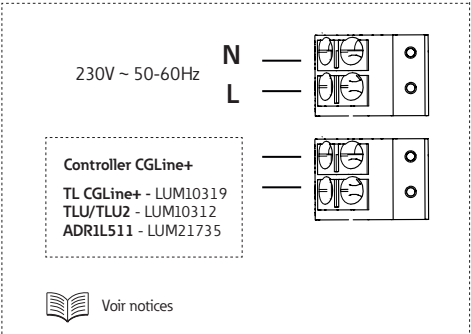 N
230V ~ 50-60Hz
L
Controller CGLine+
TL CGLine+ - LUM10319
TLU/TLU2 - LUM10312
ADR1L511 - LUM21735
Voir notices